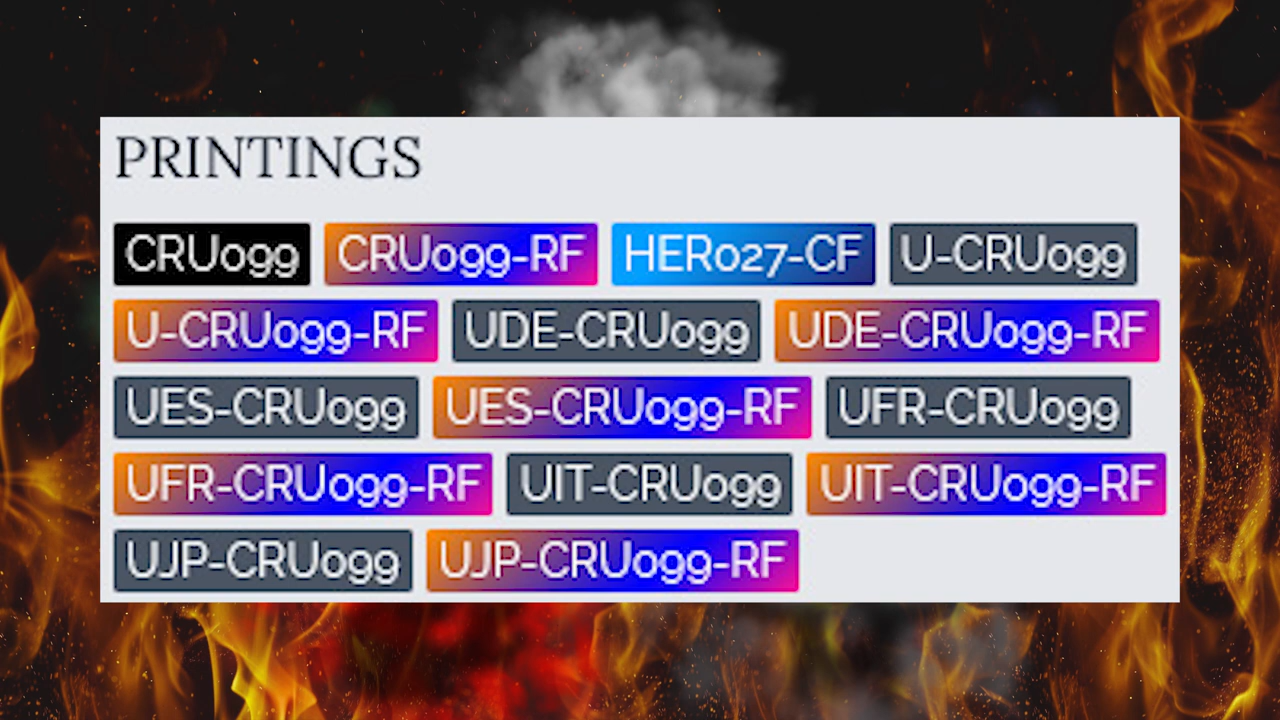 PRINTINGS
CRU099 CRU099-RF HER027-CF U-CRU099
U-CRU099-RF UDE-CRU099 UDE-CRU099-RF
UES-CRU099 UES-CRU099-RF UFR-CRU099
UFR-CRU099-RF UIT-CRU099 UIT-CRU099-RF
UJP-CRU099 UJP-CRU099-RF